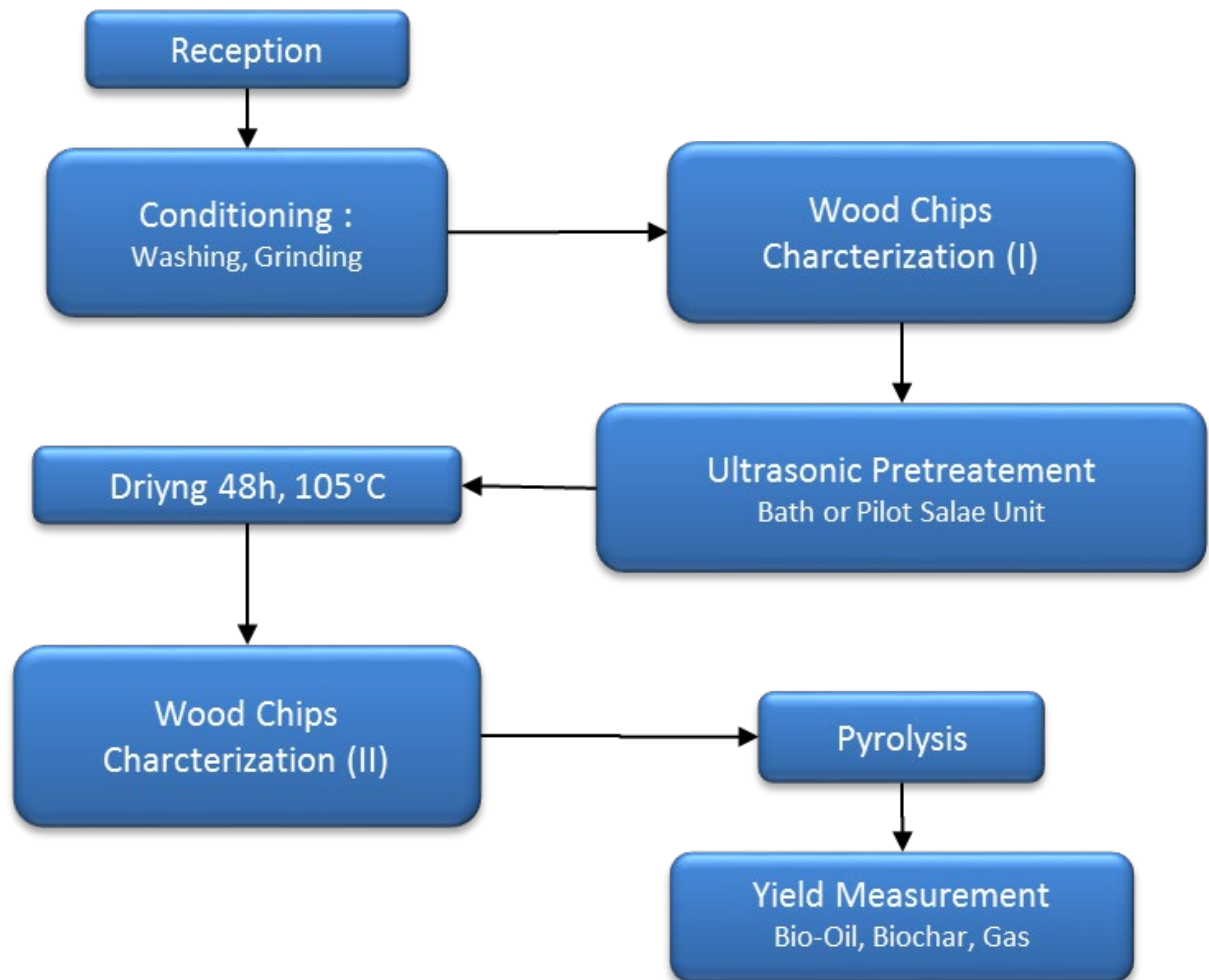 Reception
Conditioning :
Washing, Grinding
Wood Chips
Charcterization (I)
Ultrasonic Pretreatement
Bath or Pilot Salae Unit
Driyng 48h, 105°C
Wood Chips
Charcterization (II)
Pyrolysis
Yield Measurement
Bio-Oil, Biochar, Gas